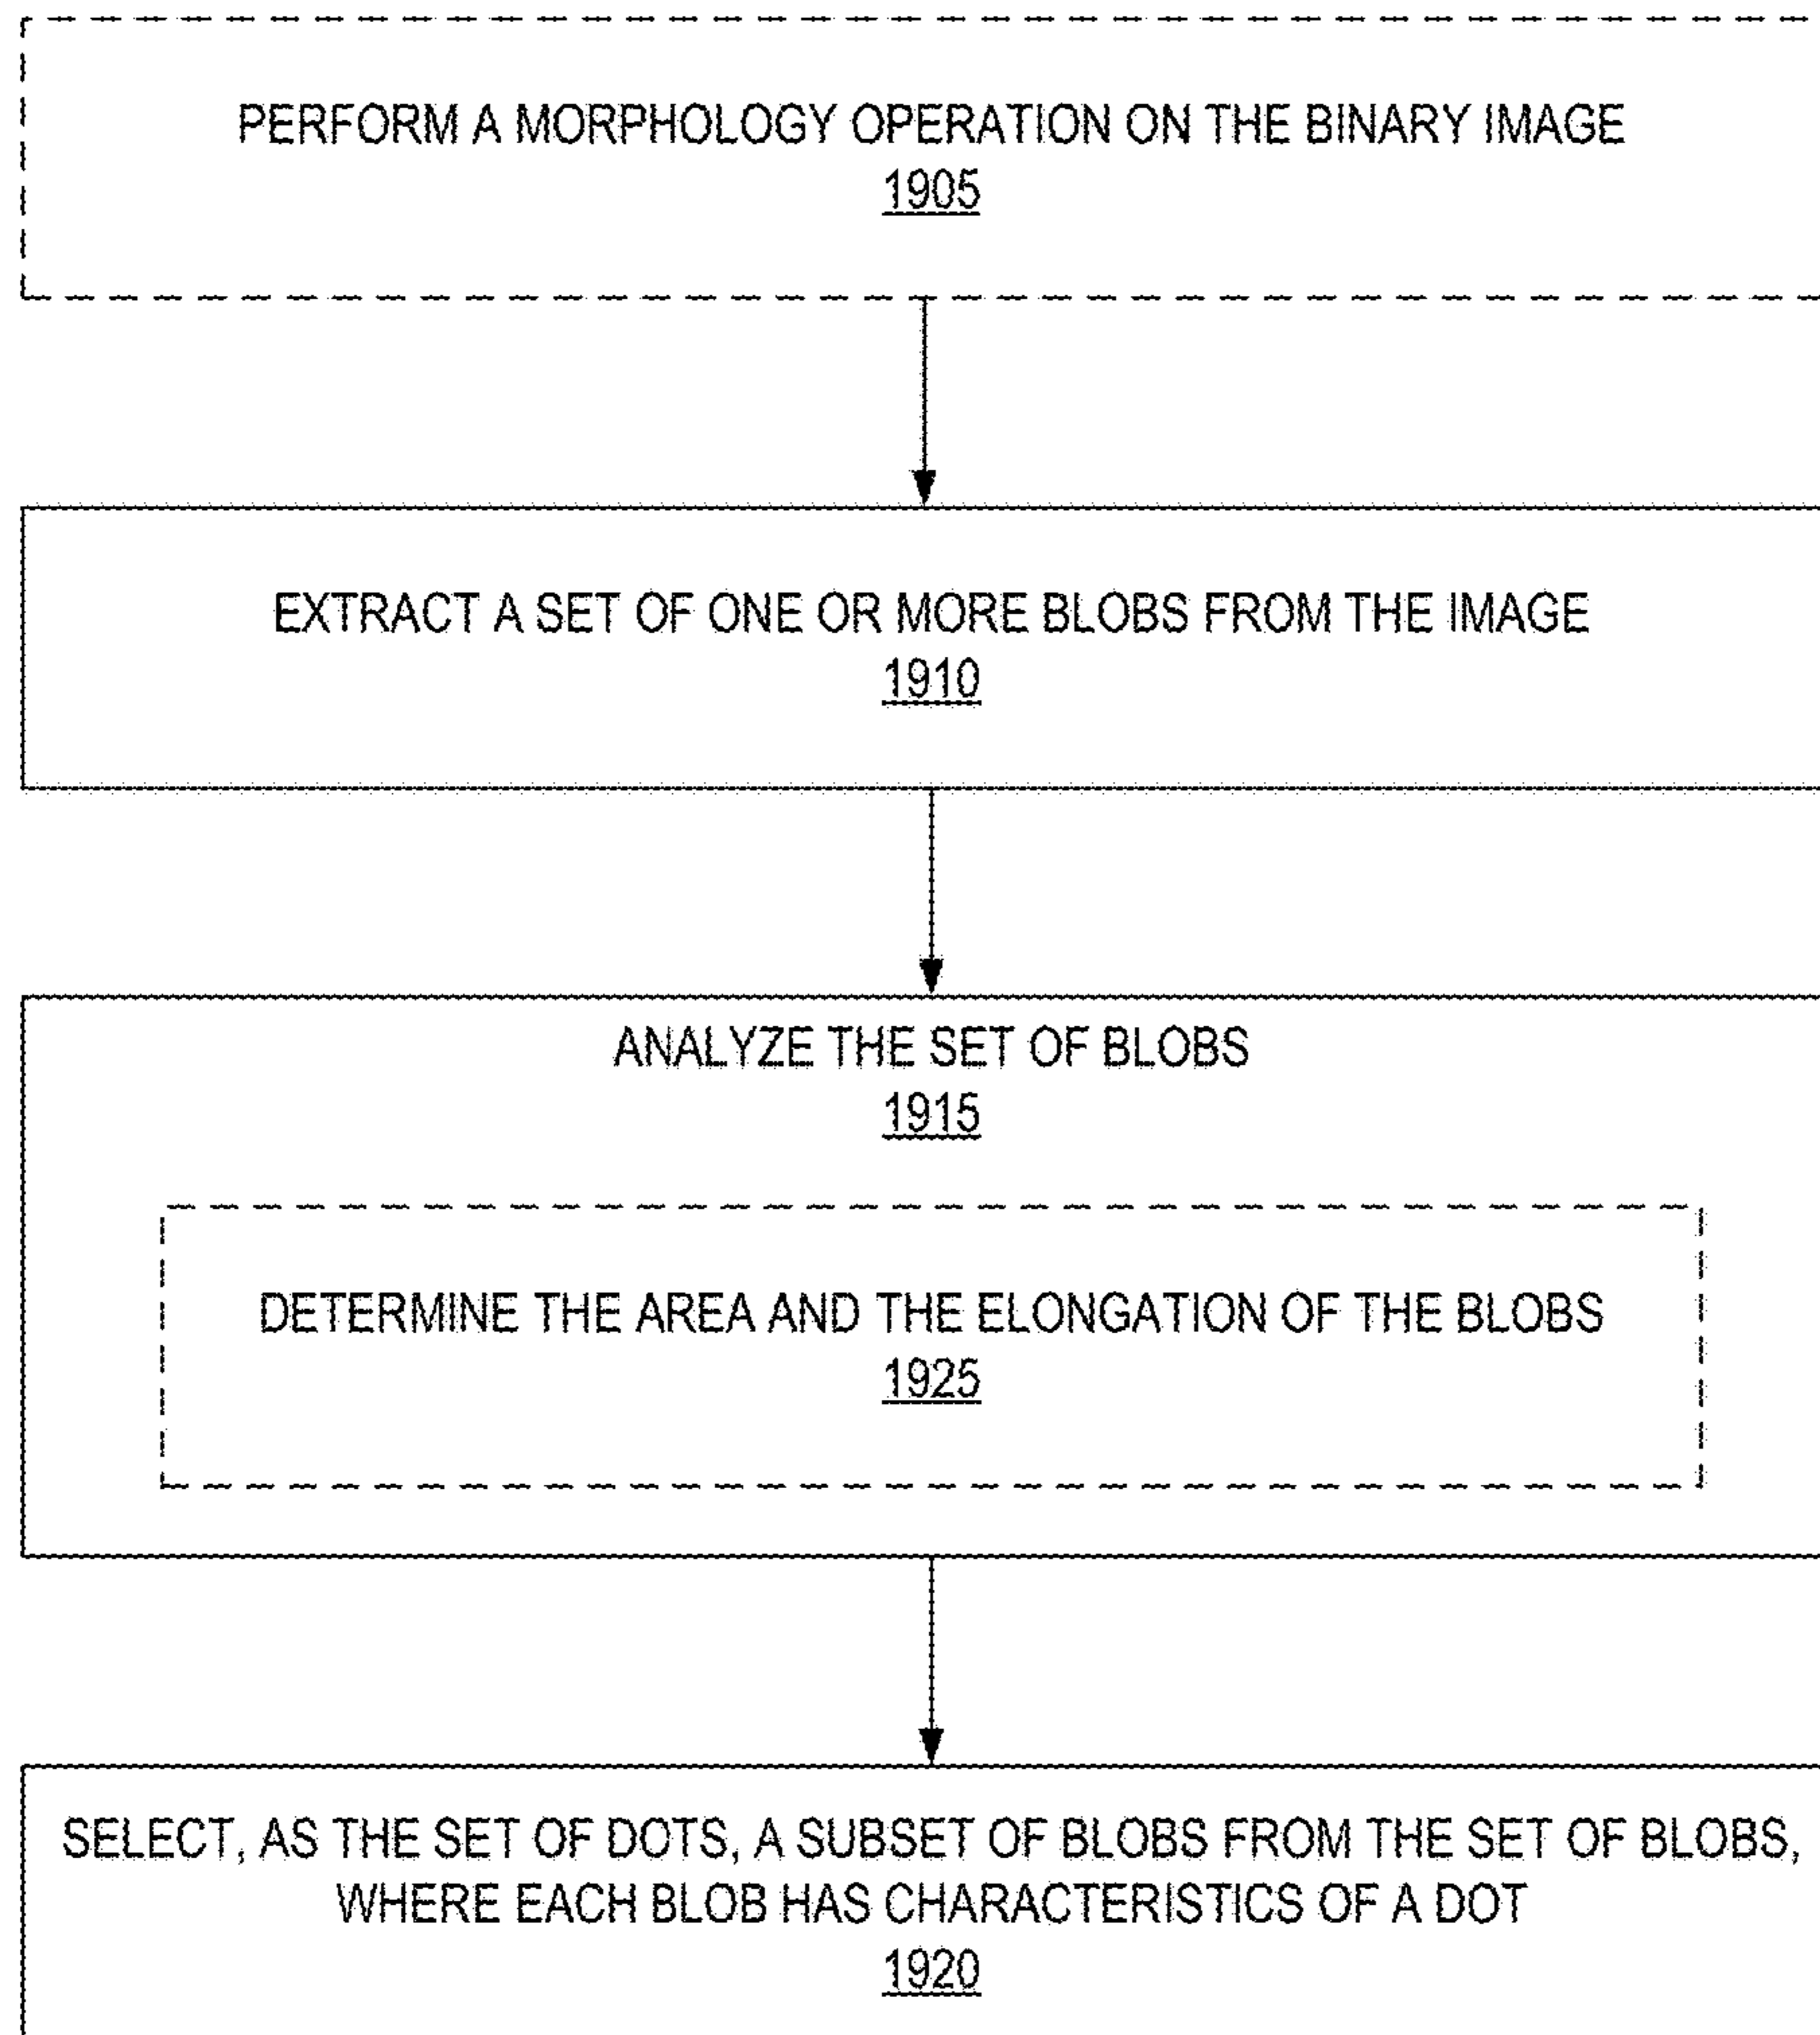 PERFORM A MORPHOLOGY OPERATION ON THE BINARY IMAGE
1905
EXTRACT A SET OF ONE OR MORE BLOBS FROM THE IMAGE
1910
ANALYZE THE SET OF BLOBS
1915
DETERMINE THE AREA AND THE ELONGATION OF THE BLOBS
1925
SELECT, AS THE SET OF DOTS, A SUBSET OF BLOBS FROM THE SET OF BLOBS,
WHERE EACH BLOB HAS CHARACTERISTICS OF A DOT
1920